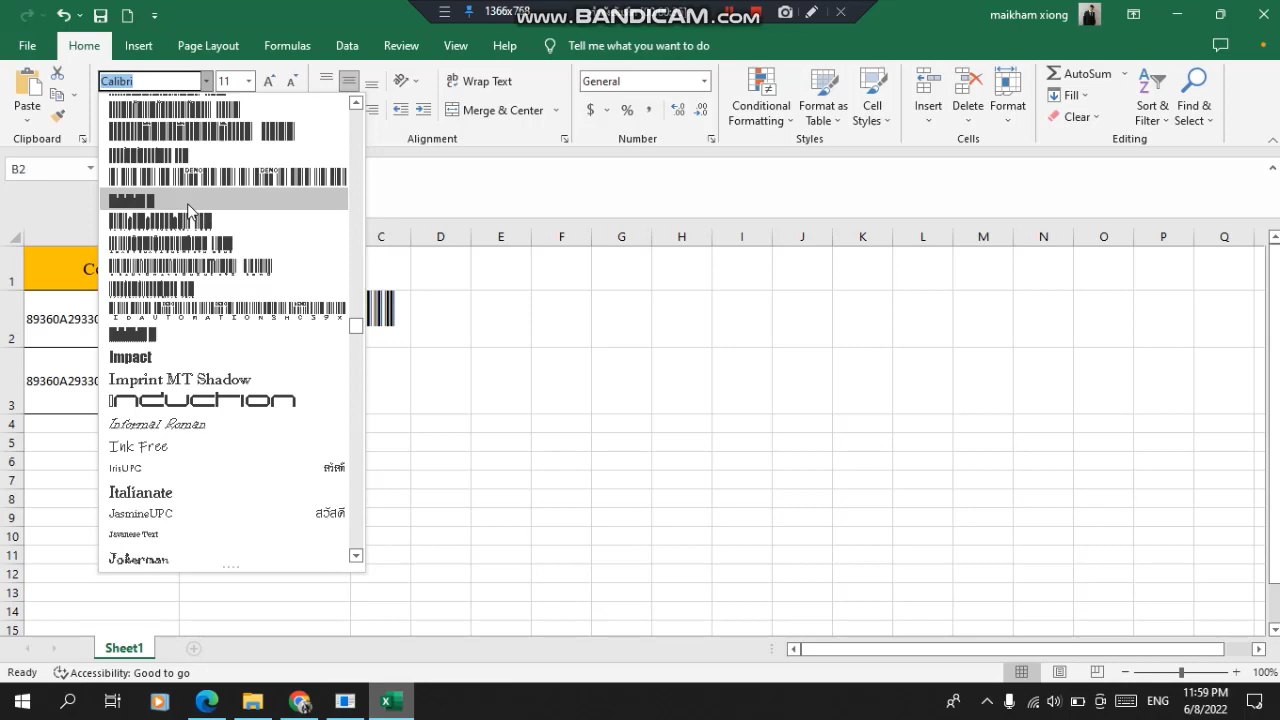 1366x768
www.BANDICAM.com
maikham xiong
File Home Insert Page Layout Formulas Data Review View Help Tell me what you want to do
Calibri 11 Wrap Text General AutoSum
Paste Merge & Center $ % Conditional Formatting Format as Table Cell Styles Insert Delete Format Fill Sort & Filter Find & Select
Clear
Clipboard Alignment Number Styles Cells Editing
B2
C D E F G H I J K L M N O P Q
1
89360A2933
2
89360A2933
3
4
5
6
7
8
9
10
11
12
13
14
15
Impact
Imprint MT Shadow
Induction
Informal Roman
Ink Free
IrisUPC สวัสดี
Italianate
JasmineUPC สวัสดี
Javanese Text
Jokerman
Sheet1
Ready Accessibility: Good to go 100%
ENG 11:59 PM
6/8/2022